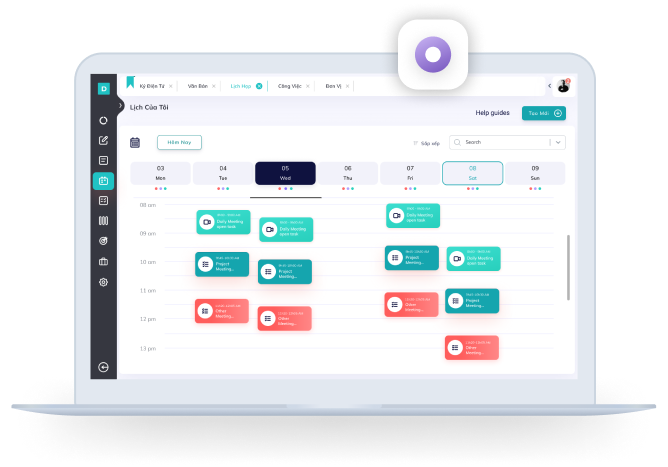 D
Ký Điện Tử
Văn Bản
Lịch Họp
Công Việc
Đơn Vị
Lịch Của Tôi
Help guides
Tạo Mới
Hôm Nay
Sắp xếp
Search
03 04 05 06 07 08 09
Mon Tue Wed Thu Fri Sat Sun
08 am
Daily Meeting
open task
Daily Meeting
open task
Daily Meeting
open task
09 am
10 am
Project
Meeting...
Project
Meeting...
Project
Meeting...
Daily Meeting
open task
11 am
Other
Meeting...
Other
Meeting...
Other
Meeting...
Project
Meeting...
12 pm
13 pm
Other
Meeting...